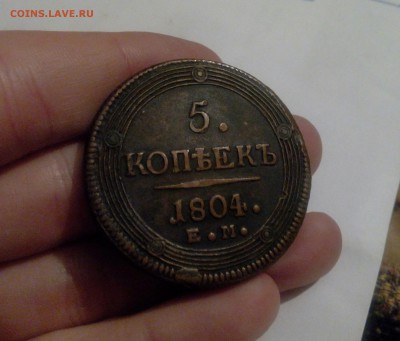 COINS.LAVE.RU
5.
КОПѢЕКЪ
.1804.
Е.М.